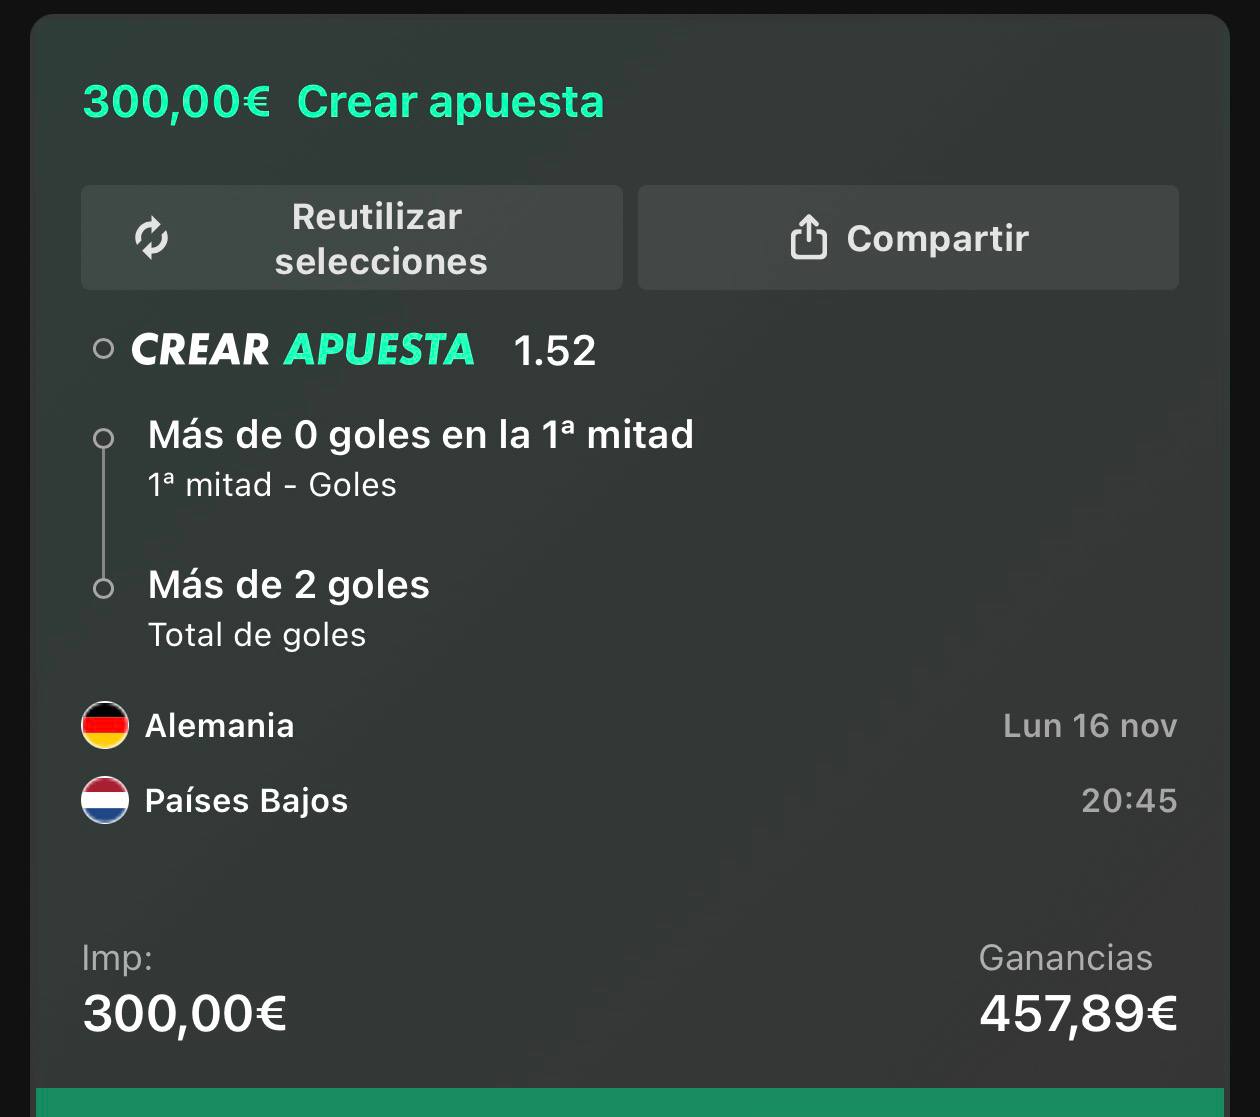 300,00€ Crear apuesta
Reutilizar
selecciones
Compartir
CREAR APUESTA 1.52
Más de 0 goles en la 1ª mitad
1ª mitad - Goles
Más de 2 goles
Total de goles
Alemania Lun 16 nov
Países Bajos 20:45
Imp: Ganancias
300,00€ 457,89€